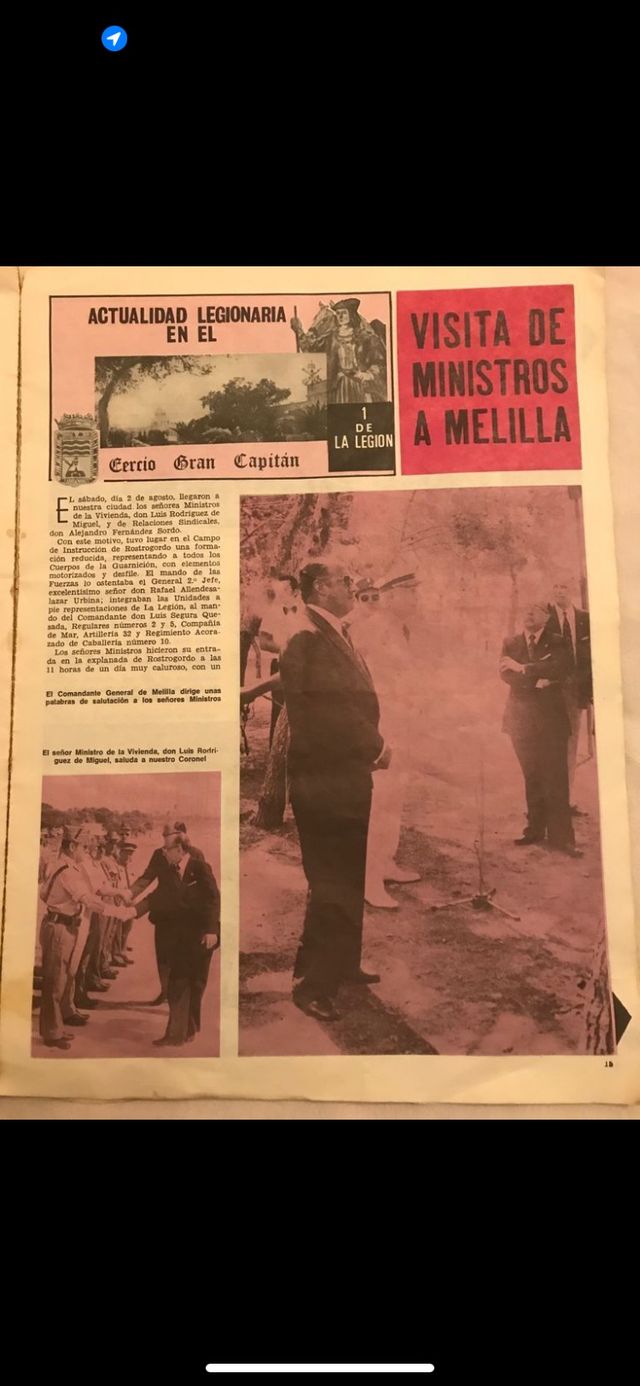 ACTUALIDAD LEGIONARIA
EN EL
1
DE
LA LEGION
Eercio Gran Capitán
VISITA DE
MINISTROS
A MELILLA
EL sábado, día 2 de agosto, llegaron a
nuestra ciudad los señores Ministros
de la Vivienda, don Luis Rodríguez de
Miguel, y de Relaciones Sindicales,
don Alejandro Fernández Sordo.
Con este motivo, tuvo lugar en el Campo
de Instrucción de Rostrogordo una forma-
ción reducida, representando a todos los
Cuerpos de la Guarnición, con elementos
motorizados y desfile. El mando de las
Fuerzas lo ostentaba el General 2.º Jefe,
excelentísimo señor don Rafael Allendesa-
lazar Urbina; integraban las Unidades a
pie representaciones de La Legión, al man-
do del Comandante don Luis Segura Que-
sada, Regulares números 2 y 5, Compañía
de Mar, Artillería 32 y Regimiento Acora-
zado de Caballería número 10.
Los señores Ministros hicieron su entra-
da en la explanada de Rostrogordo a las
11 horas de un día muy caluroso, con un
El Comandante General de Melilla dirige unas
palabras de salutación a los señores Ministros
El señor Ministro de la Vivienda, don Luis Rodrí-
guez de Miguel, saluda a nuestro Coronel
15